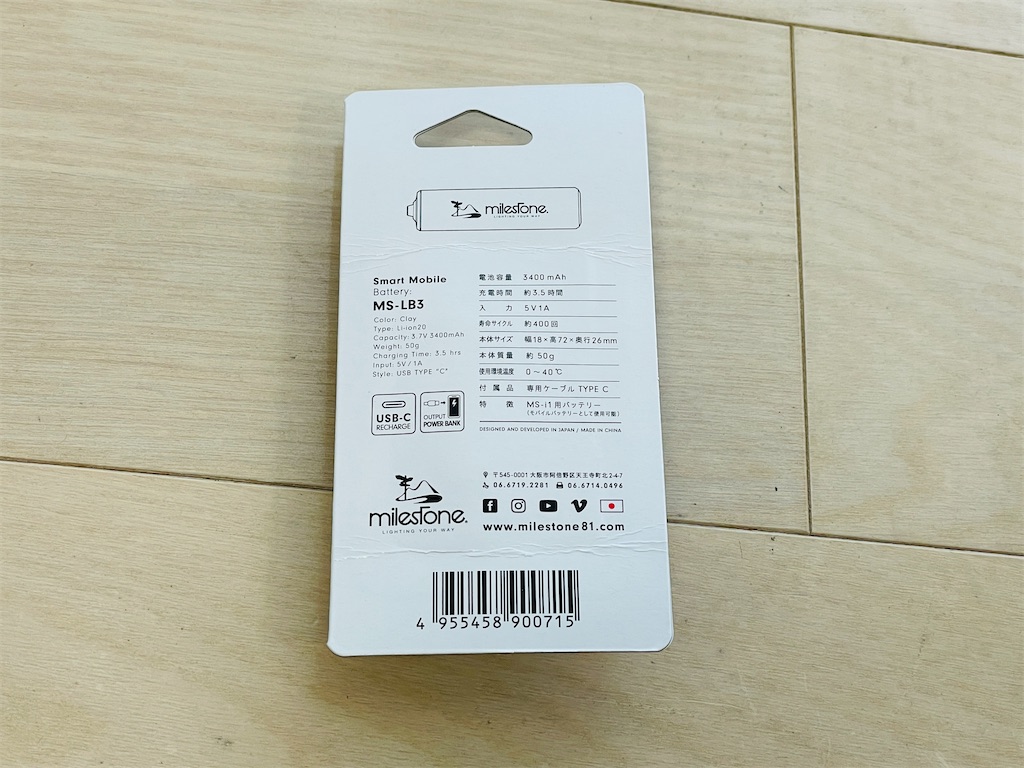 milestone.
LIGHTING YOUR WAY
Smart Mobile
Battery:
MS-LB3
Color: Clay
Type: Li-ion20
Capacity: 3.7V 3400mAh
Weight: 50g
Charging Time: 3.5 hrs
Input: 5V/1A
Style: USB TYPE "C"
USB-C
RECHARGE
OUTPUT
POWER BANK
電池容量 3400mAh
充電時間 約3.5時間
入力 5V1A
寿命サイクル 約400回
本体サイズ 幅18×高72×奥行26mm
本体質量 約50g
使用環境温度 0～40℃
付属品 専用ケーブル TYPE C
特徴 MS-i1用バッテリー
(モバイルバッテリーとして使用可能)
DESIGNED AND DEVELOPED IN JAPAN / MADE IN CHINA
milestone.
LIGHTING YOUR WAY
〒545-0001 大阪市阿倍野区天王寺町北2-4-7
06.6719.2281 06.6714.0496
www.milestone81.com
4 955458 900715